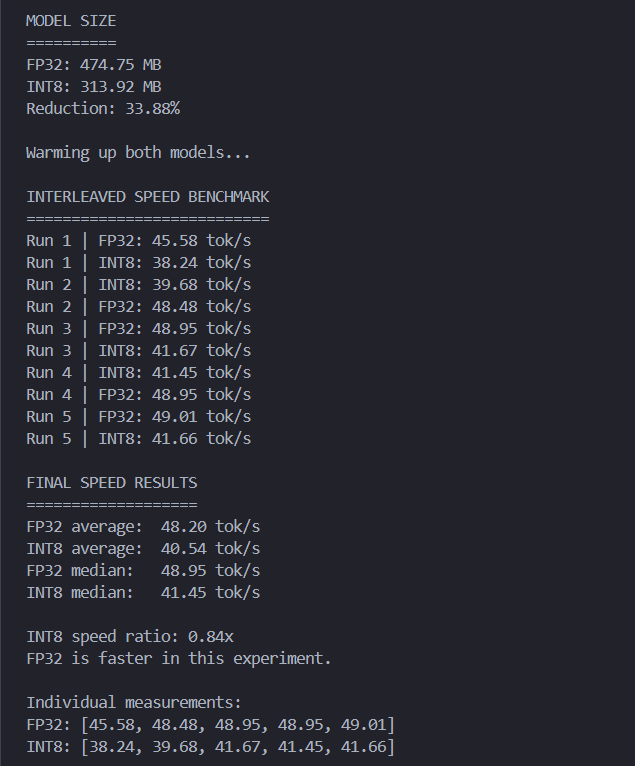 MODEL SIZE
==========
FP32: 474.75 MB
INT8: 313.92 MB
Reduction: 33.88%
Warming up both models...
INTERLEAVED SPEED BENCHMARK
===========================
Run 1 | FP32: 45.58 tok/s
Run 1 | INT8: 38.24 tok/s
Run 2 | INT8: 39.68 tok/s
Run 2 | FP32: 48.48 tok/s
Run 3 | FP32: 48.95 tok/s
Run 3 | INT8: 41.67 tok/s
Run 4 | INT8: 41.45 tok/s
Run 4 | FP32: 48.95 tok/s
Run 5 | FP32: 49.01 tok/s
Run 5 | INT8: 41.66 tok/s
FINAL SPEED RESULTS
===================
FP32 average:  48.20 tok/s
INT8 average:  40.54 tok/s
FP32 median:   48.95 tok/s
INT8 median:   41.45 tok/s
INT8 speed ratio: 0.84x
FP32 is faster in this experiment.
Individual measurements:
FP32: [45.58, 48.48, 48.95, 48.95, 49.01]
INT8: [38.24, 39.68, 41.67, 41.45, 41.66]